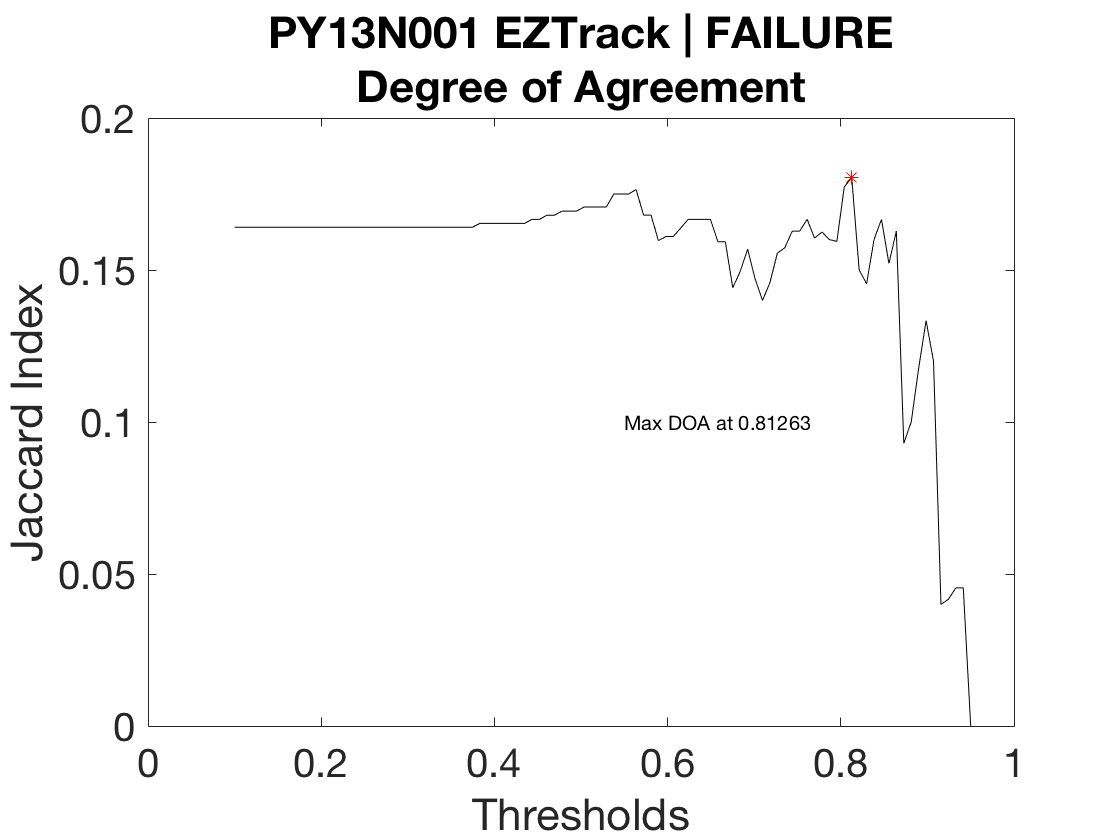 PY13N001 EZTrack | FAILURE
Degree of Agreement
0.2
0.15
0.1
0.05
0
Jaccard Index
Max DOA at 0.81263
0 0.2 0.4 0.6 0.8 1
Thresholds